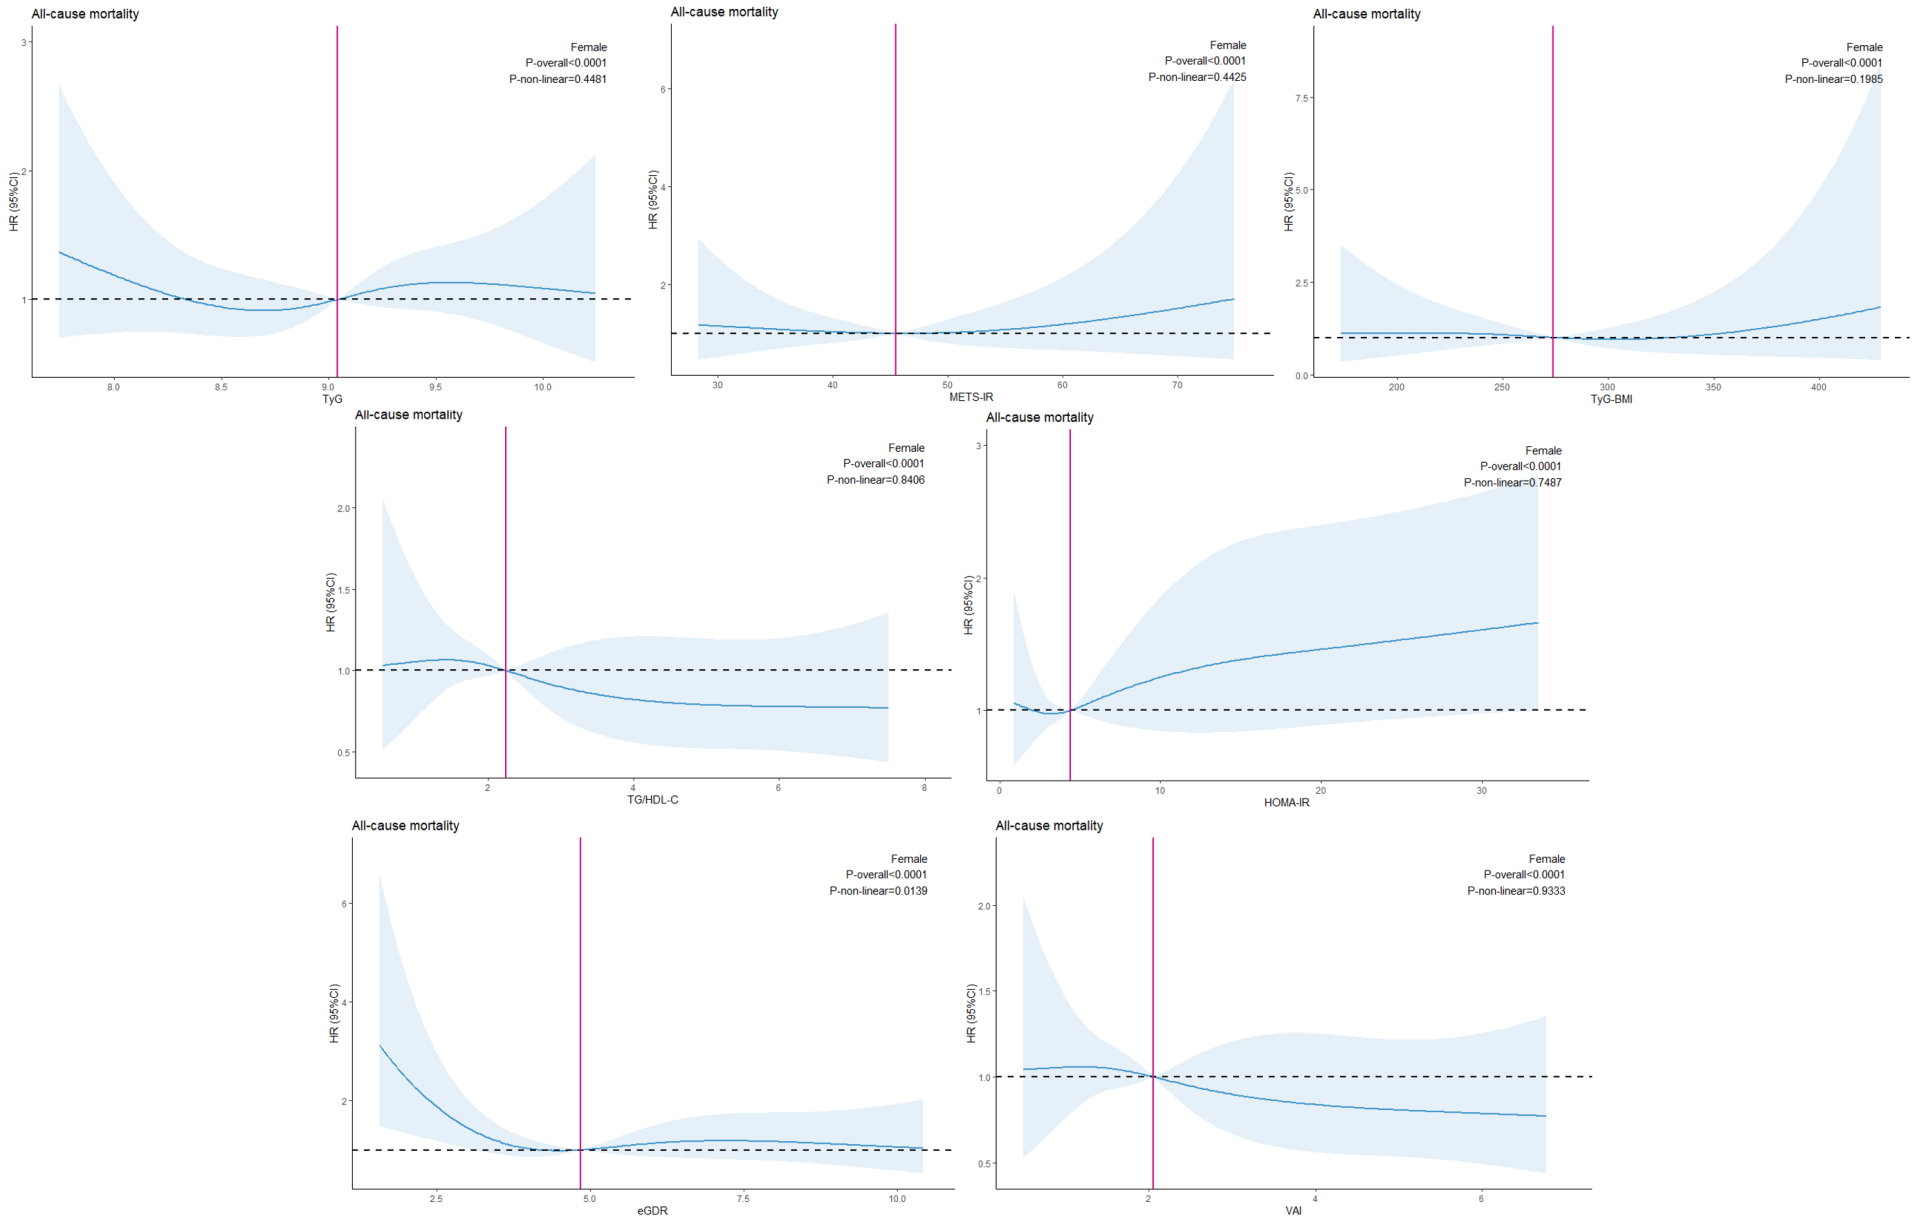 All-cause mortality
Female
P-overall<0.0001
P-non-linear=0.4481
HR (95%CI)
3
2
1
8.0 8.5 9.0 9.5 10.0
TyG
All-cause mortality
Female
P-overall<0.0001
P-non-linear=0.4425
HR (95%CI)
6
4
2
30 40 50 60 70
METS-IR
All-cause mortality
Female
P-overall<0.0001
P-non-linear=0.1985
HR (95%CI)
7.5
5.0
2.5
0.0
200 250 300 350 400
TyG-BMI
All-cause mortality
Female
P-overall<0.0001
P-non-linear=0.8406
HR (95%CI)
2.0
1.5
1.0
0.5
2 4 6 8
TG/HDL-C
All-cause mortality
Female
P-overall<0.0001
P-non-linear=0.7487
HR (95%CI)
3
2
1
0 10 20 30
HOMA-IR
All-cause mortality
Female
P-overall<0.0001
P-non-linear=0.0139
HR (95%CI)
6
4
2
2.5 5.0 7.5 10.0
eGDR
All-cause mortality
Female
P-overall<0.0001
P-non-linear=0.9333
HR (95%CI)
2.0
1.5
1.0
0.5
2 4 6
VAI